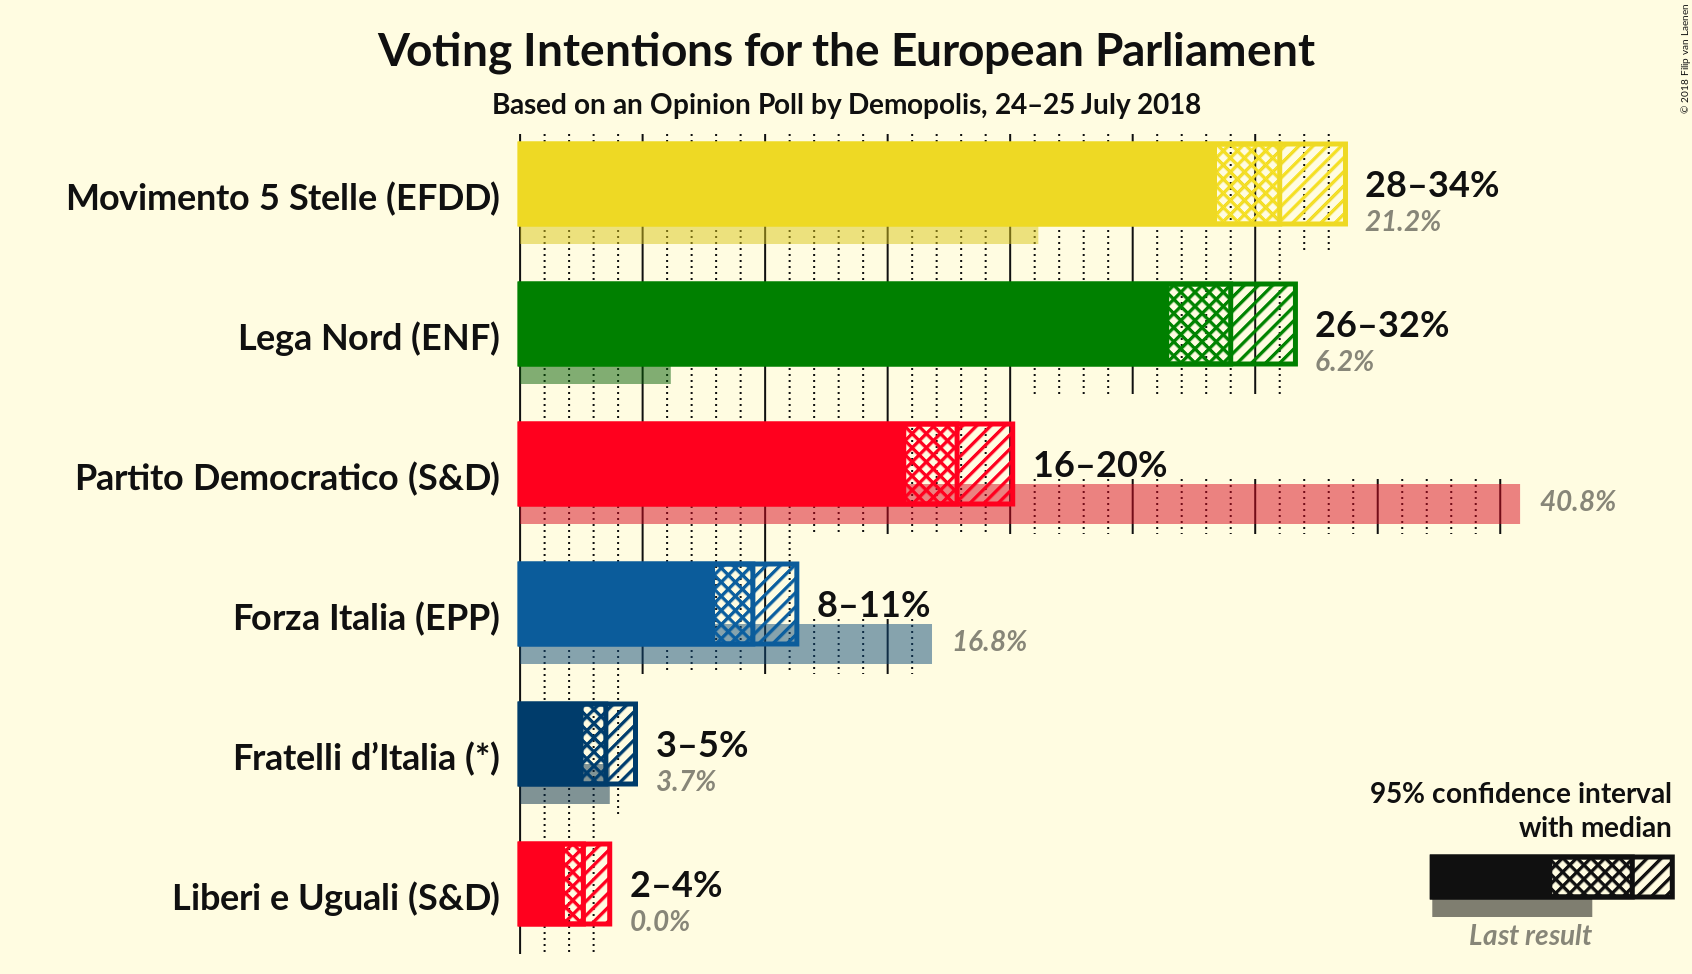 Voting Intentions for the European Parliament
Based on an Opinion Poll by Demopolis, 24–25 July 2018
© 2018 Filip van Laenen
Movimento 5 Stelle (EFDD)
28–34%
21.2%
Lega Nord (ENF)
26–32%
6.2%
Partito Democratico (S&D)
16–20%
40.8%
Forza Italia (EPP)
8–11%
16.8%
Fratelli d’Italia (*)
3–5%
3.7%
Liberi e Uguali (S&D)
2–4%
0.0%
95% confidence interval
with median
Last result